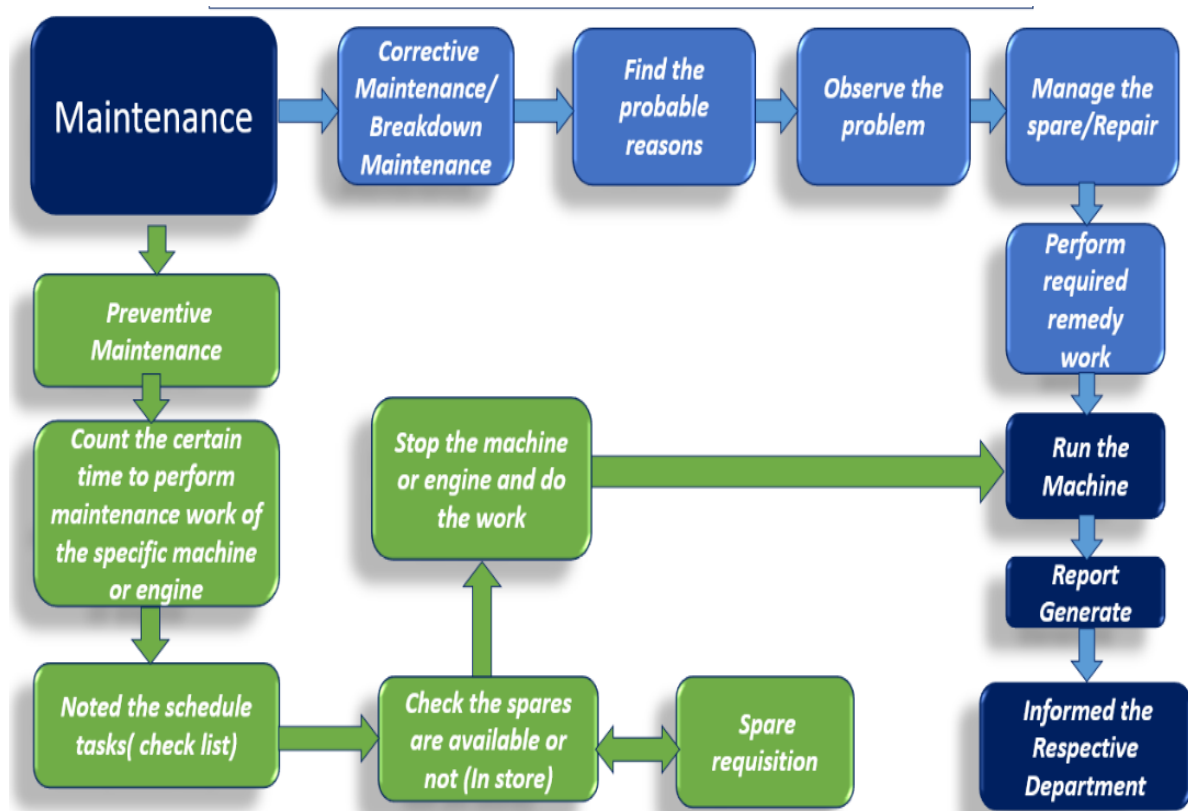 Maintenance
Corrective
Maintenance/
Breakdown
Maintenance
Find the
probable
reasons
Observe the
problem
Manage the
spare/Repair
Perform
required
remedy
work
Preventive
Maintenance
Count the certain
time to perform
maintenance work of
the specific machine
or engine
Stop the machine
or engine and do
the work
Run the
Machine
Report
Generate
Noted the schedule
tasks( check list)
Check the spares
are available or
not (In store)
Spare
requisition
Informed the
Respective
Department